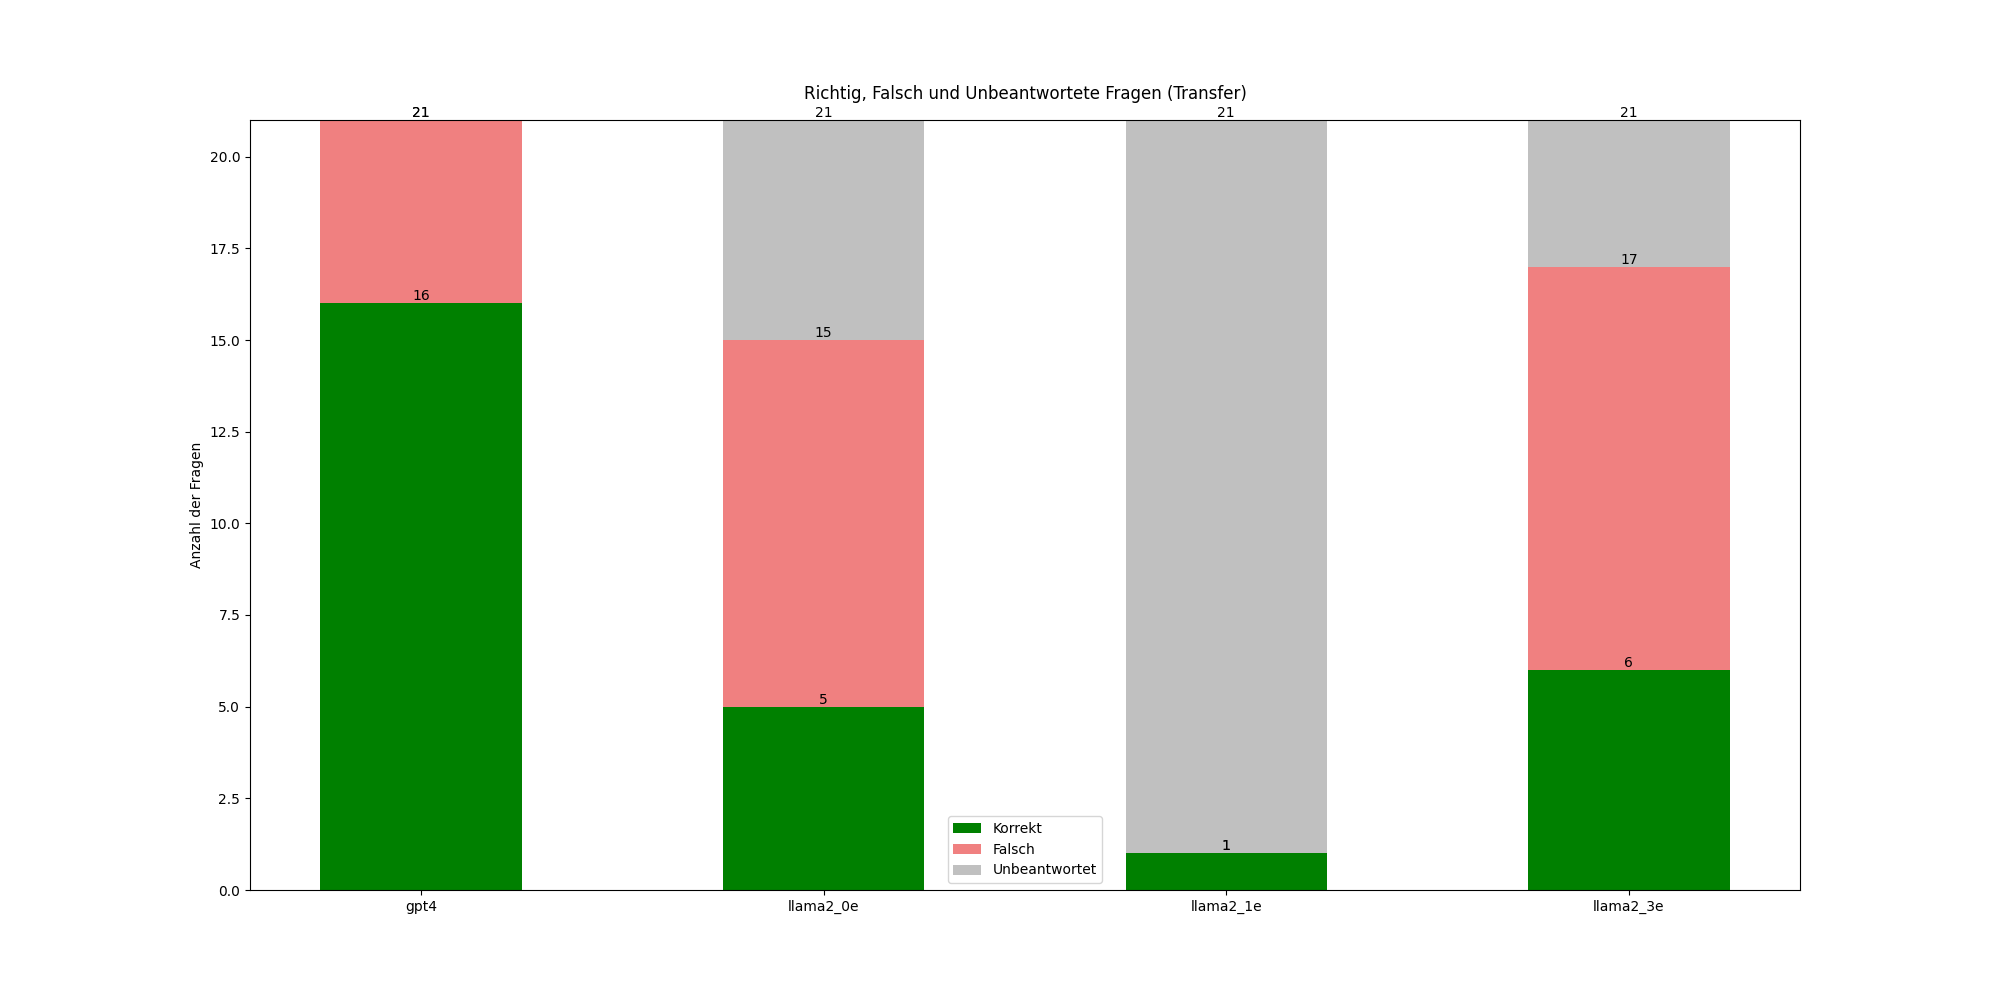 Richtig, Falsch und Unbeantwortete Fragen (Transfer)
21 21 21 21
20.0
17.5
15.0
12.5
10.0
7.5
5.0
2.5
0.0
Anzahl der Fragen
16
15
5
1
17
6
Korrekt
Falsch
Unbeantwortet
gpt4 llama2_0e llama2_1e llama2_3e